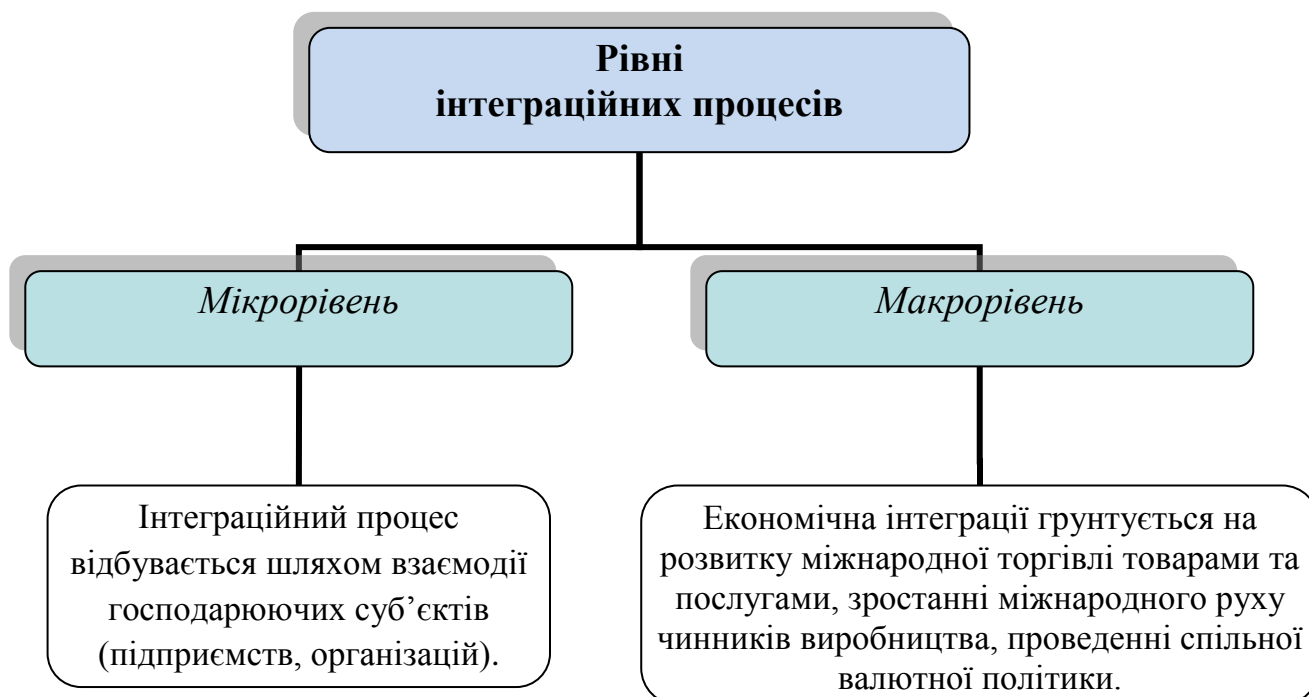 Рівні
інтеграційних процесів
Мікрорівень
Макрорівень
Інтеграційний процес
відбувається шляхом взаємодії
господарюючих суб’єктів
(підприємств, організацій).
Економічна інтеграції грунтується на
розвитку міжнародної торгівлі товарами та
послугами, зростанні міжнародного руху
чинників виробництва, проведенні спільної
валютної політики.